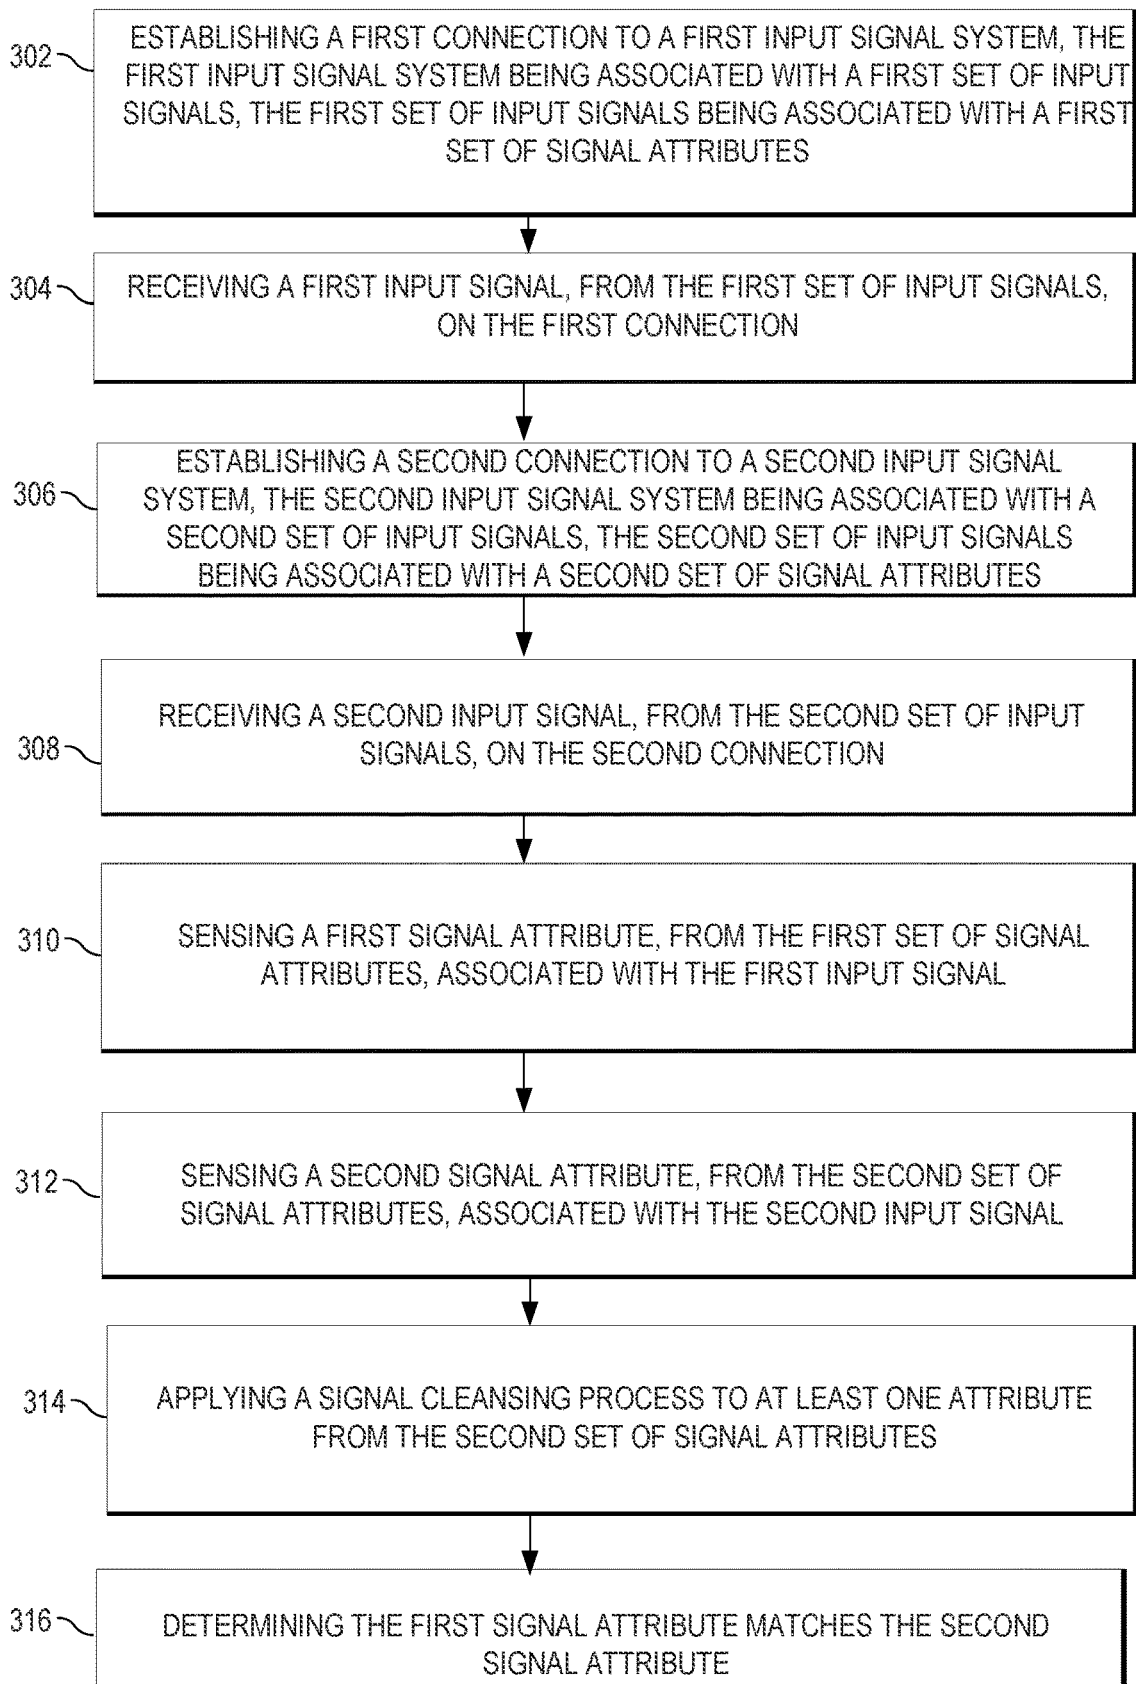 302
ESTABLISHING A FIRST CONNECTION TO A FIRST INPUT SIGNAL SYSTEM, THE
FIRST INPUT SIGNAL SYSTEM BEING ASSOCIATED WITH A FIRST SET OF INPUT
SIGNALS, THE FIRST SET OF INPUT SIGNALS BEING ASSOCIATED WITH A FIRST
SET OF SIGNAL ATTRIBUTES
304
RECEIVING A FIRST INPUT SIGNAL, FROM THE FIRST SET OF INPUT SIGNALS,
ON THE FIRST CONNECTION
306
ESTABLISHING A SECOND CONNECTION TO A SECOND INPUT SIGNAL
SYSTEM, THE SECOND INPUT SIGNAL SYSTEM BEING ASSOCIATED WITH A
SECOND SET OF INPUT SIGNALS, THE SECOND SET OF INPUT SIGNALS
BEING ASSOCIATED WITH A SECOND SET OF SIGNAL ATTRIBUTES
308
RECEIVING A SECOND INPUT SIGNAL, FROM THE SECOND SET OF INPUT
SIGNALS, ON THE SECOND CONNECTION
310
SENSING A FIRST SIGNAL ATTRIBUTE, FROM THE FIRST SET OF SIGNAL
ATTRIBUTES, ASSOCIATED WITH THE FIRST INPUT SIGNAL
312
SENSING A SECOND SIGNAL ATTRIBUTE, FROM THE SECOND SET OF
SIGNAL ATTRIBUTES, ASSOCIATED WITH THE SECOND INPUT SIGNAL
314
APPLYING A SIGNAL CLEANSING PROCESS TO AT LEAST ONE ATTRIBUTE
FROM THE SECOND SET OF SIGNAL ATTRIBUTES
316
DETERMINING THE FIRST SIGNAL ATTRIBUTE MATCHES THE SECOND
SIGNAL ATTRIBUTE